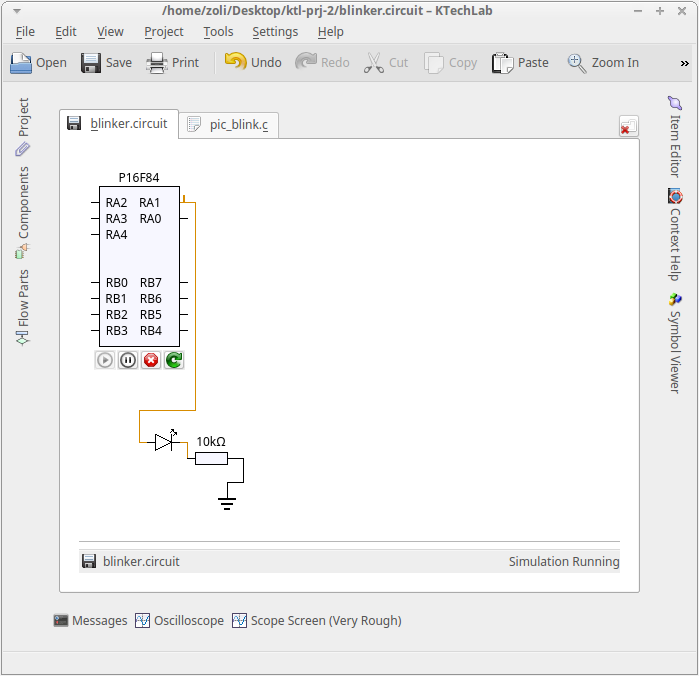 /home/zoli/Desktop/ktl-prj-2/blinker.circuit – KTechLab
File Edit View Project Tools Settings Help
Open Save Print Undo Redo Cut Copy Paste Zoom In »
Project
Components
Flow Parts
blinker.circuit pic_blink.c
P16F84
RA2 RA1
RA3 RA0
RA4
RB0 RB7
RB1 RB6
RB2 RB5
RB3 RB4
10kΩ
blinker.circuit Simulation Running
Item Editor
Context Help
Symbol Viewer
Messages Oscilloscope Scope Screen (Very Rough)